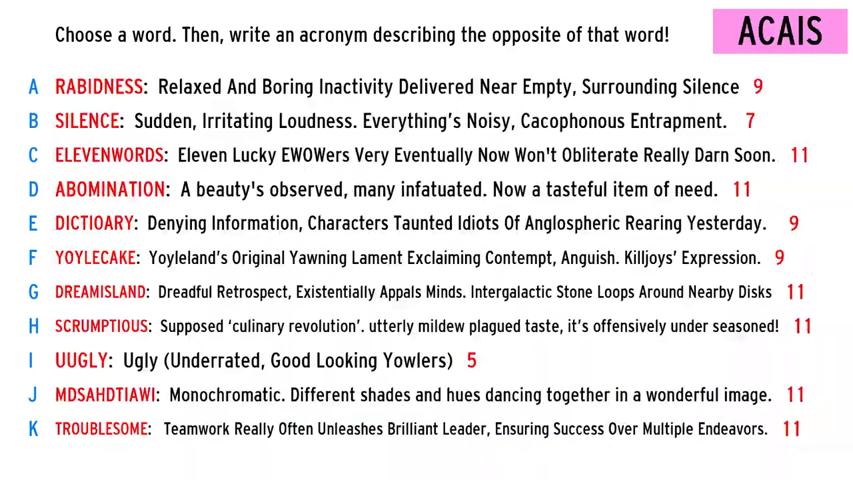 Choose a word. Then, write an acronym describing the opposite of that word!
ACAIS
A RABIDNESS: Relaxed And Boring Inactivity Delivered Near Empty, Surrounding Silence 9
B SILENCE: Sudden, Irritating Loudness. Everything's Noisy, Cacophonous Entrapment. 7
C ELEVENWORDS: Eleven Lucky EWOWers Very Eventually Now Won't Obliterate Really Darn Soon. 11
D ABOMINATION: A beauty's observed, many infatuated. Now a tasteful item of need. 11
E DICTIOARY: Denying Information, Characters Taunted Idiots Of Anglospheric Rearing Yesterday. 9
F YOYLECAKE: Yoyleland's Original Yawning Lament Exclaiming Contempt, Anguish. Killjoys' Expression. 9
G DREAMISLAND: Dreadful Retrospect, Existentially Appals Minds. Intergalactic Stone Loops Around Nearby Disks 11
H SCRUMPTIOUS: Supposed 'culinary revolution'. utterly mildew plagued taste, it's offensively under seasoned! 11
I UUGLY: Ugly (Underrated, Good Looking Yowlers) 5
J MDSAHDTIAWI: Monochromatic. Different shades and hues dancing together in a wonderful image. 11
K TROUBLESOME: Teamwork Really Often Unleashes Brilliant Leader, Ensuring Success Over Multiple Endeavors. 11